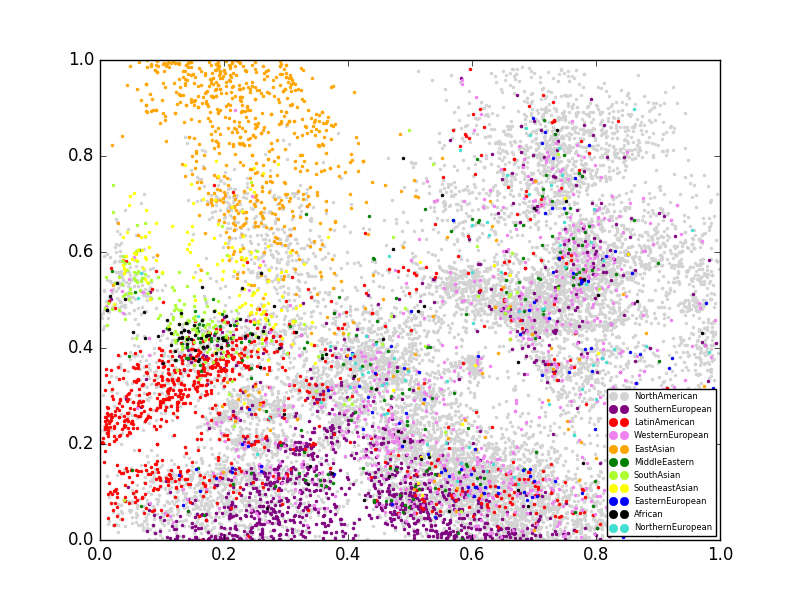 1.0
0.8
0.6
0.4
0.2
0.0
0.0 0.2 0.4 0.6 0.8 1.0
NorthAmerican
SouthernEuropean
LatinAmerican
WesternEuropean
EastAsian
MiddleEastern
SouthAsian
SoutheastAsian
EasternEuropean
African
NorthernEuropean